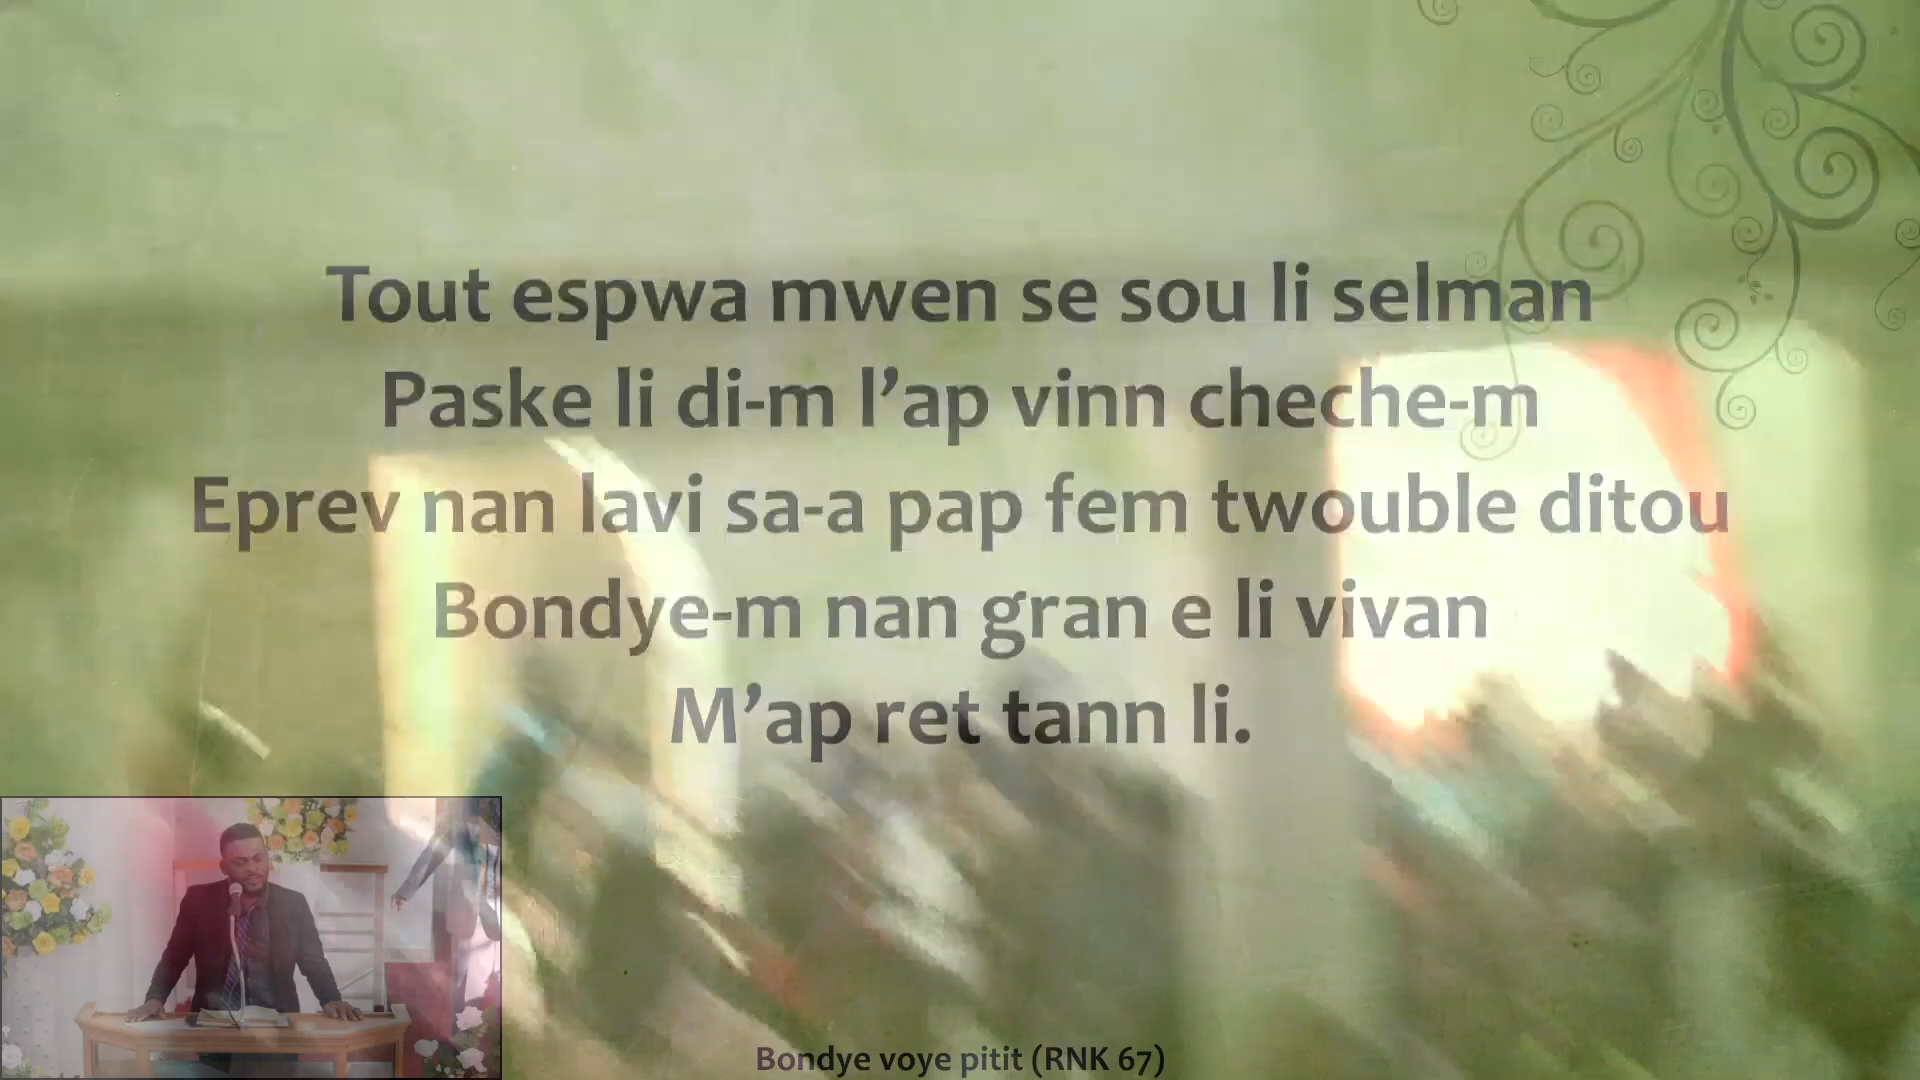 Tout espwa mwen se sou li selman
Paske li di-m l’ap vinn cheche-m
Eprev nan lavi sa-a pap fem twouble ditou
Bondye-m nan gran e li vivan
M’ap ret tann li.
Bondye voye pitit (RNK 67)